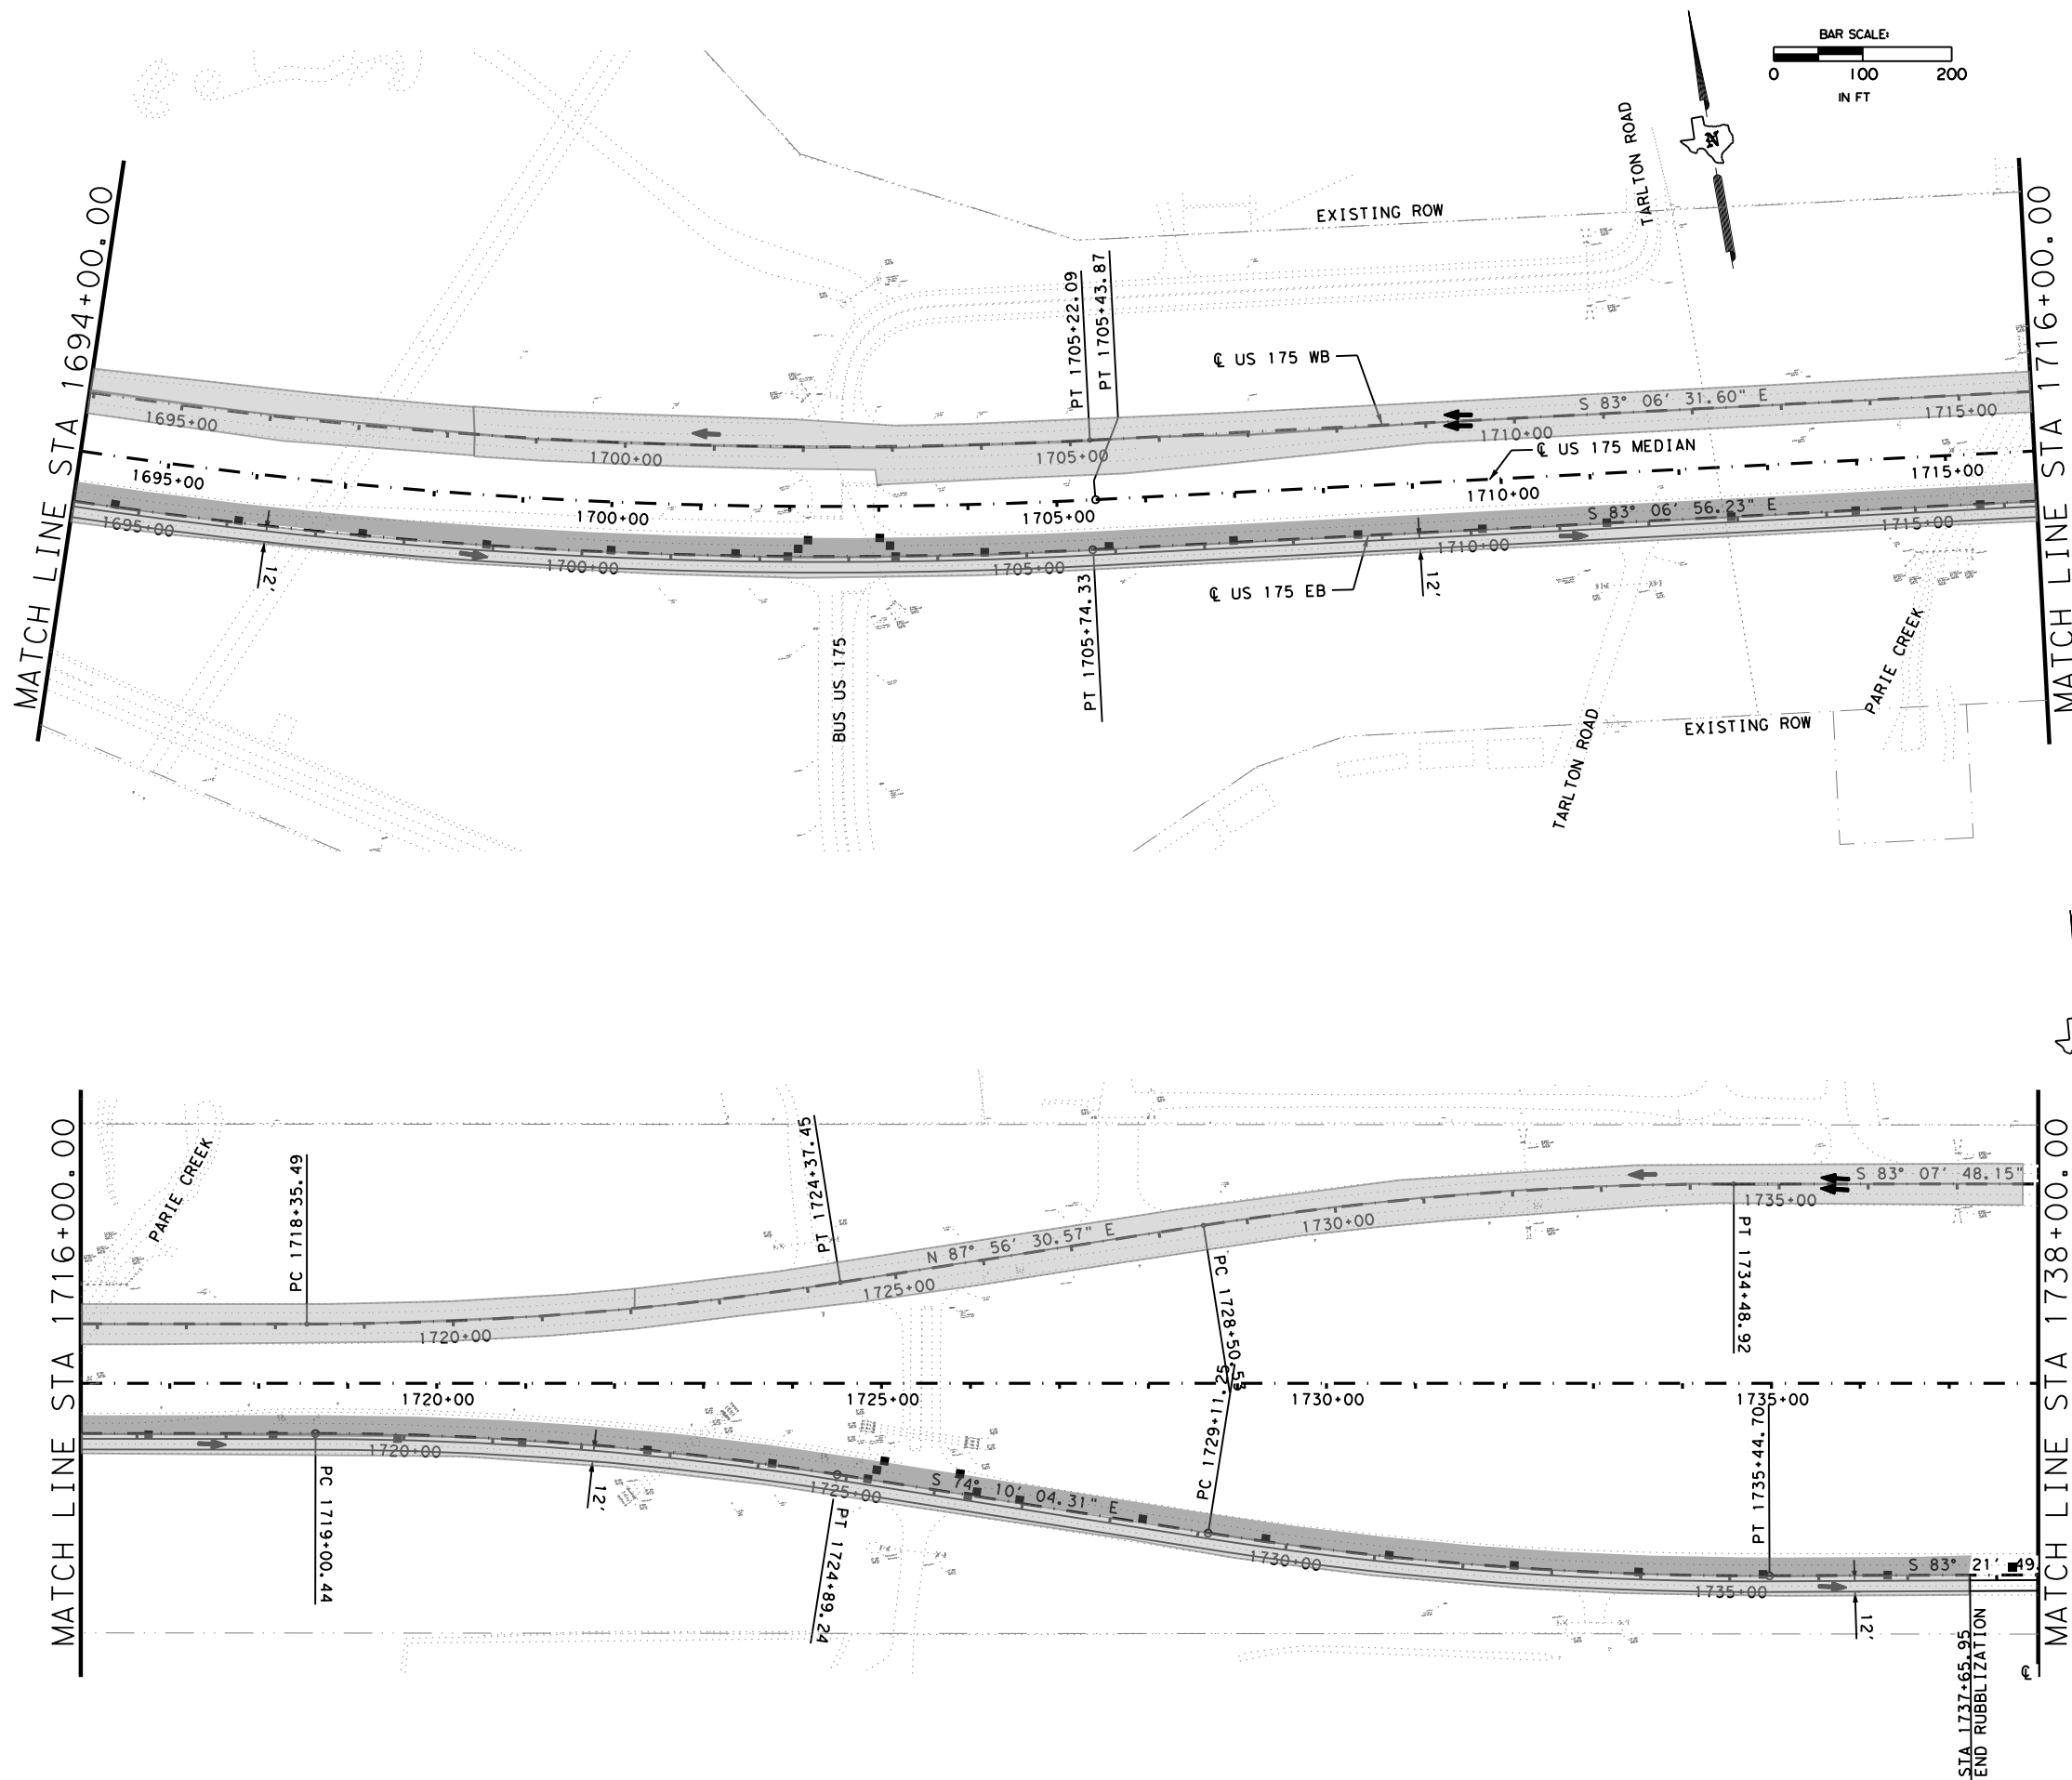 BAR SCALE:
0 100 200
IN FT
TARLTON ROAD
EXISTING ROW
MATCH LINE STA 1694+00.00
MATCH LINE STA 1716+00.00
PT 1705+22.09
PT 1705+43.87
℄ US 175 WB
S 83° 06' 31.60" E
1695+00
1700+00
1705+00
1710+00
1715+00
℄ US 175 MEDIAN
1695+00
1700+00
1705+00
1710+00
1715+00
S 83° 06' 56.23" E
1695+00
1700+00
1705+00
1710+00
1715+00
12'
12'
℄ US 175 EB
PT 1705+74.33
BUS US 175
PARIE CREEK
TARLTON ROAD
EXISTING ROW
MATCH LINE STA 1716+00.00
MATCH LINE STA 1738+00.00
PARIE CREEK
PC 1718+35.49
PT 1724+37.45
S 83° 07' 48.15"
N 87° 56' 30.57" E
1720+00
1725+00
1730+00
1735+00
PC 1728+50.53
PT 1734+48.92
1720+00
1725+00
1730+00
1735+00
PC 1729+11.25
PT 1735+44.70
1720+00
1725+00
1730+00
1735+00
S 74° 10' 04.31" E
S 83° 21' 49.
12'
12'
PC 1719+00.44
PT 1724+89.24
STA 1737+65.95
END RUBBLIZATION
℄